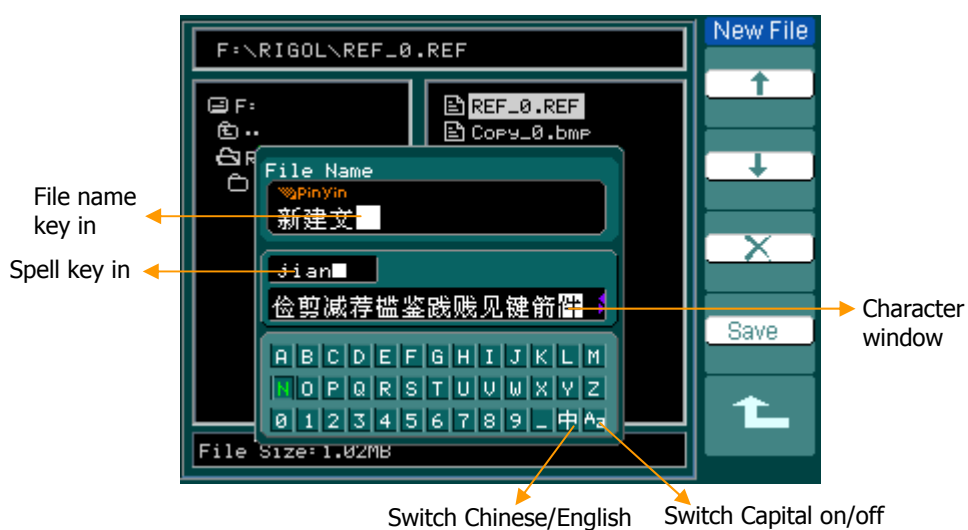 New File
F:\RIGOL\REF_0.REF
F:
..
R
REF_0.REF
Copy_0.bmp
File Name
PinYin
新建文
jian
俭剪减荐槛鉴践贱见键箭件
A B C D E F G H I J K L M
N O P Q R S T U V W X Y Z
0 1 2 3 4 5 6 7 8 9 _ 中 Aa
File Size:1.02MB
Save
File name
key in
Spell key in
Character
window
Switch Chinese/English
Switch Capital on/off